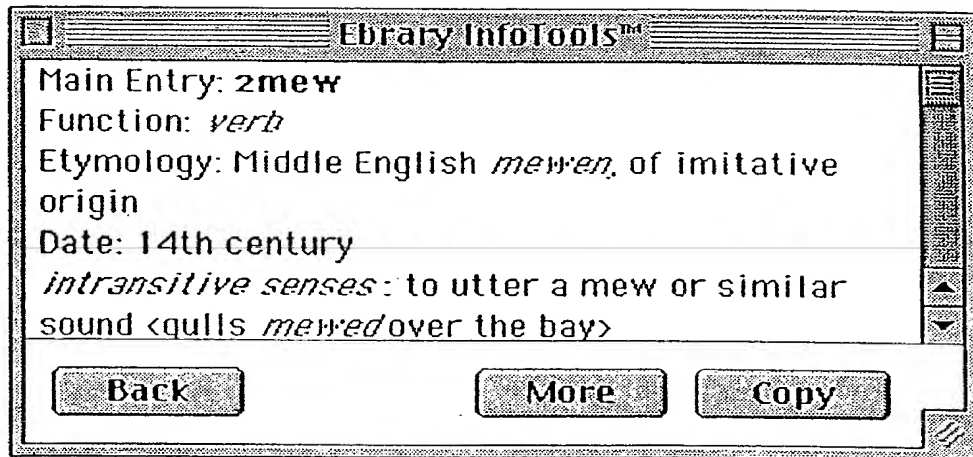 Ebrary InfoTools™
Main Entry: 2mew
Function: verb
Etymology: Middle English mewen, of imitative
origin
Date: 14th century
intransitive senses: to utter a mew or similar
sound <gulls mewed over the bay>
Back
More
Copy